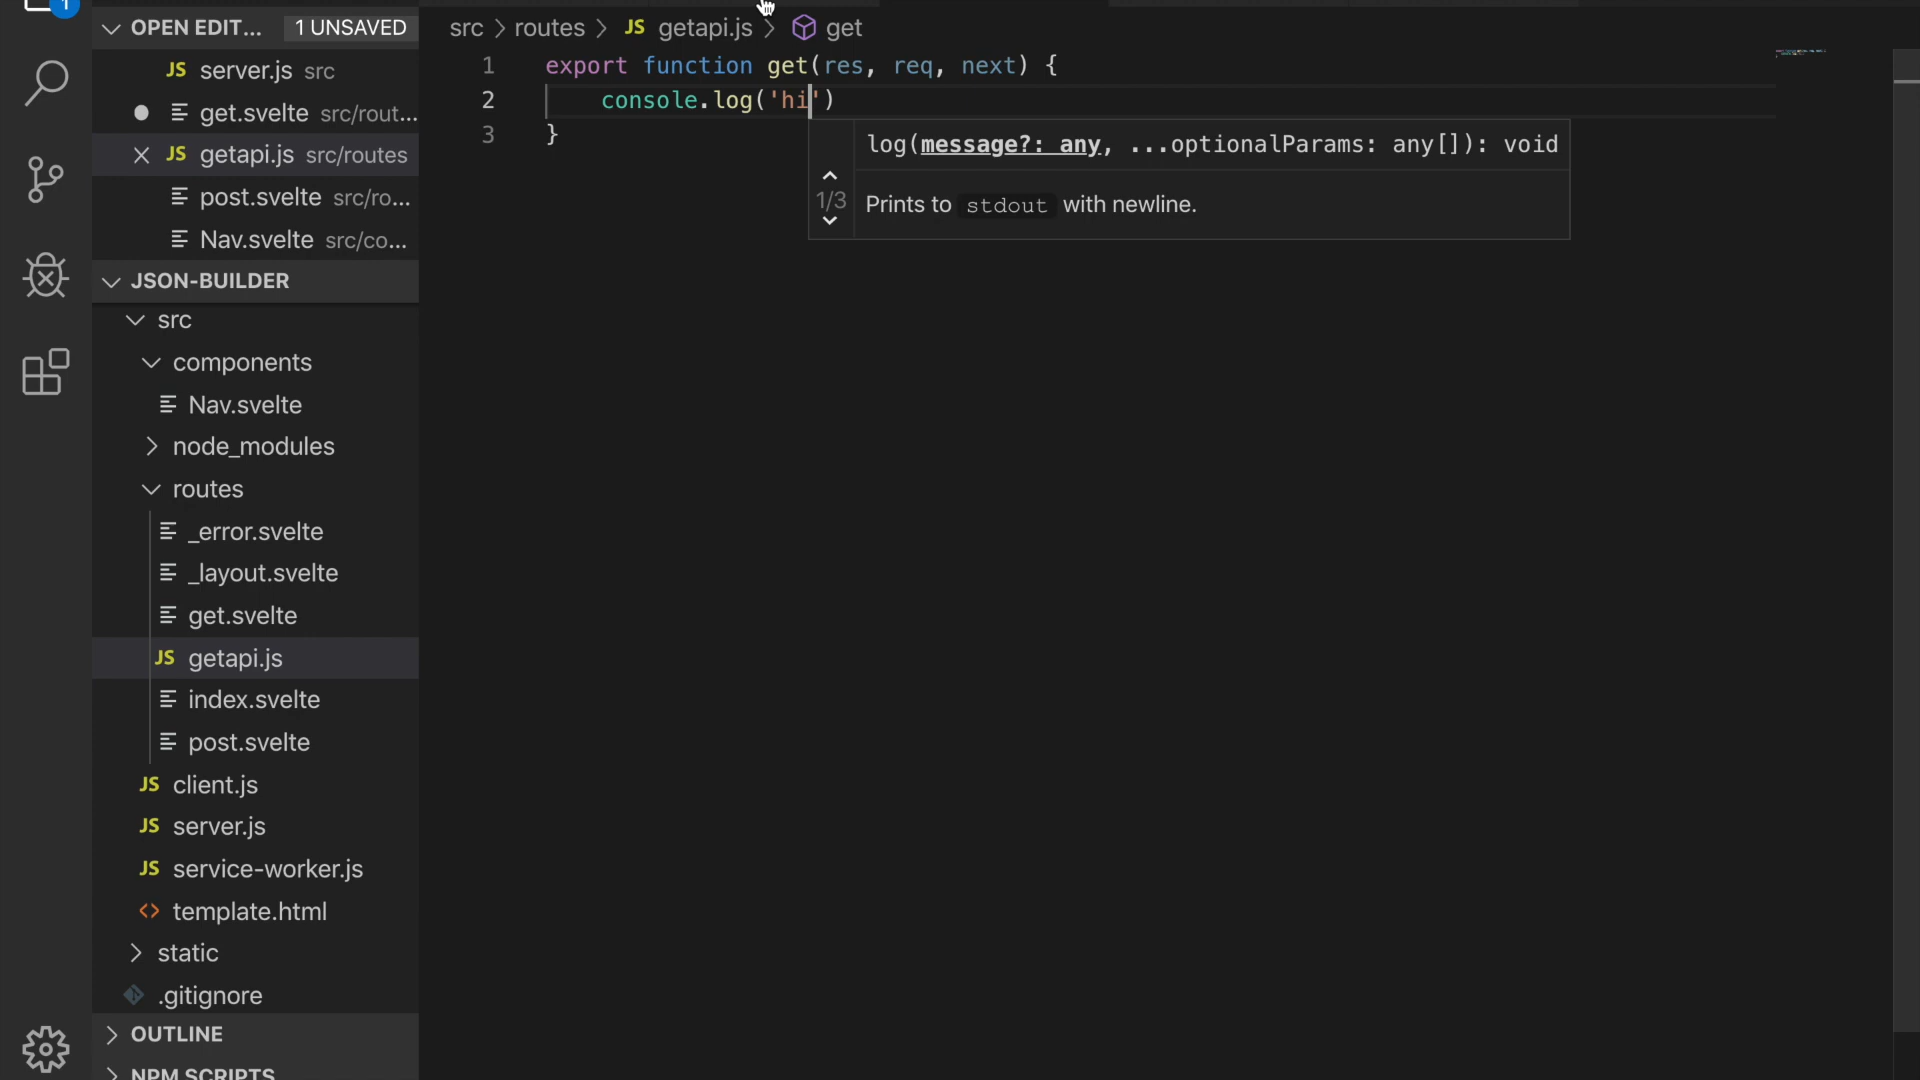 1
OPEN EDIT... 1 UNSAVED
JS server.js src
get.svelte src/rout...
JS getapi.js src/routes
post.svelte src/ro...
Nav.svelte src/co...
JSON-BUILDER
src
components
Nav.svelte
node_modules
routes
_error.svelte
_layout.svelte
get.svelte
JS getapi.js
index.svelte
post.svelte
JS client.js
JS server.js
JS service-worker.js
<> template.html
static
.gitignore
OUTLINE
NPM SCRIPTS
src > routes > JS getapi.js > get
1 export function get(res, req, next) {
2 console.log('hi')
3 }
log(message?: any, ...optionalParams: any[]): void
1/3
Prints to stdout with newline.